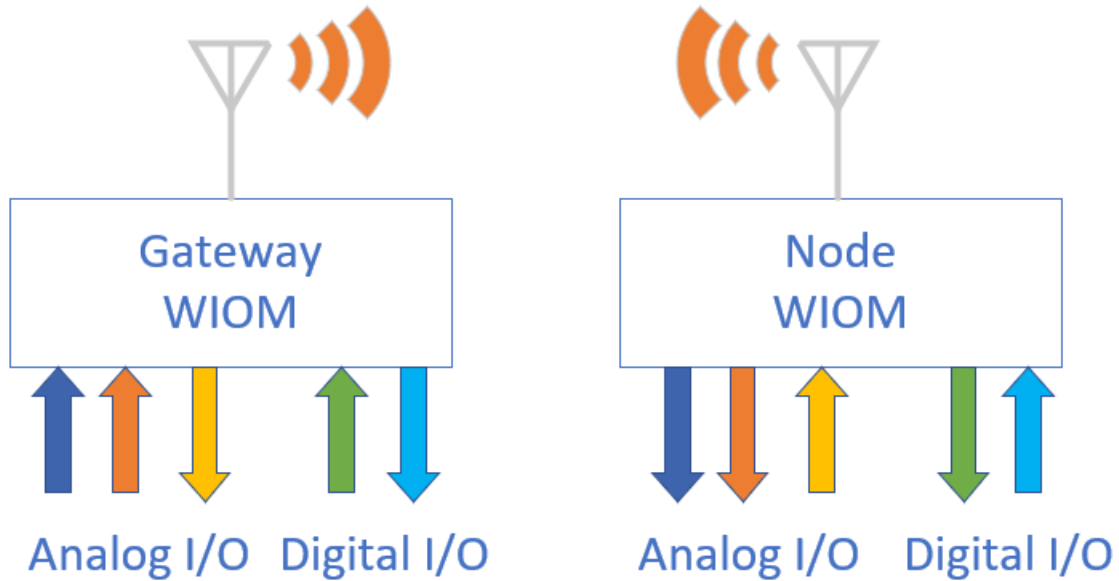 Gateway
WIOM
Node
WIOM
Analog I/O
Digital I/O
Analog I/O
Digital I/O